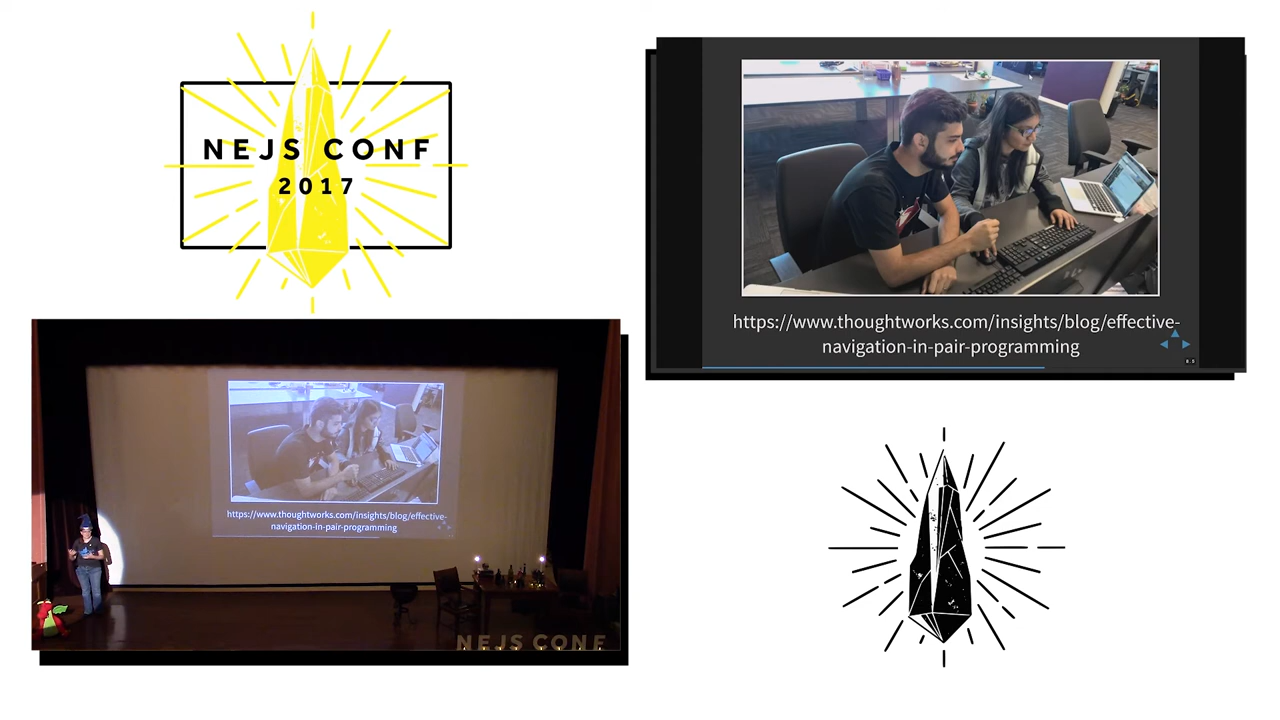 NEJS CONF
2017
https://www.thoughtworks.com/insights/blog/effective-
navigation-in-pair-programming
https://www.thoughtworks.com/insights/blog/effective-
navigation-in-pair-programming
NEJS CONF